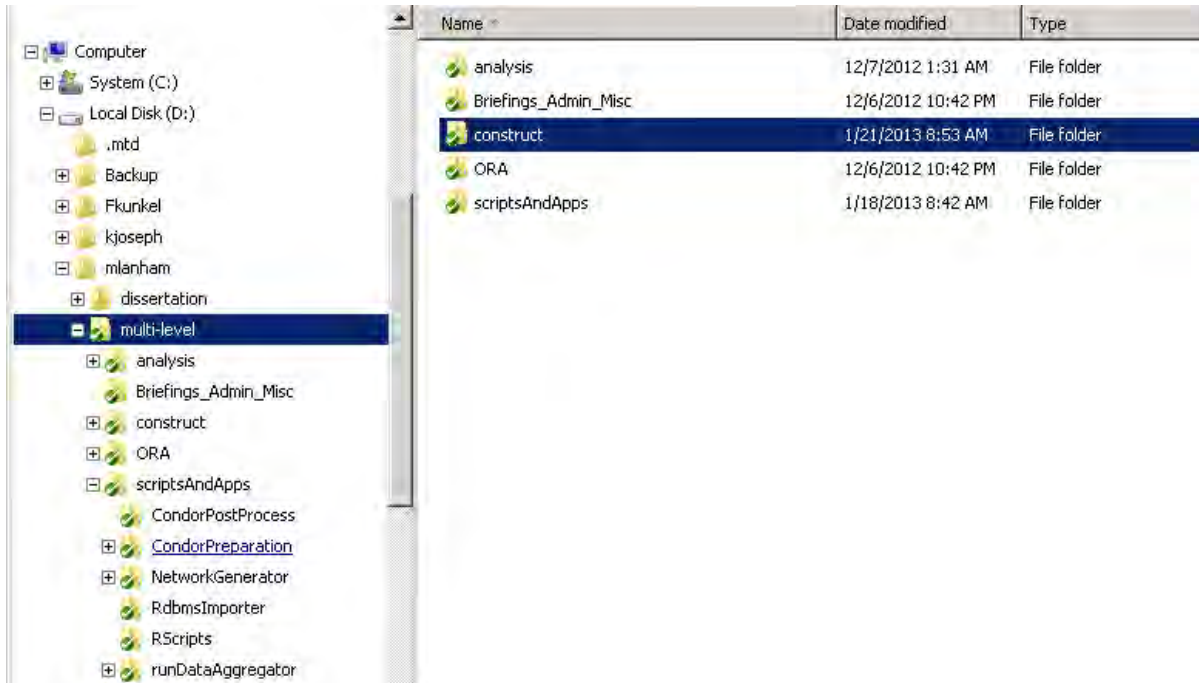 Computer
System (C:)
Local Disk (D:)
.mtd
Backup
Fkunkel
kjoseph
mlanham
dissertation
multi-level
analysis
Briefings_Admin_Misc
construct
ORA
scriptsAndApps
CondorPostProcess
CondorPreparation
NetworkGenerator
RdbmsImporter
RScripts
runDataAggregator
Name Date modified Type
analysis 12/7/2012 1:31 AM File folder
Briefings_Admin_Misc 12/6/2012 10:42 PM File folder
construct 1/21/2013 8:53 AM File folder
ORA 12/6/2012 10:42 PM File folder
scriptsAndApps 1/18/2013 8:42 AM File folder